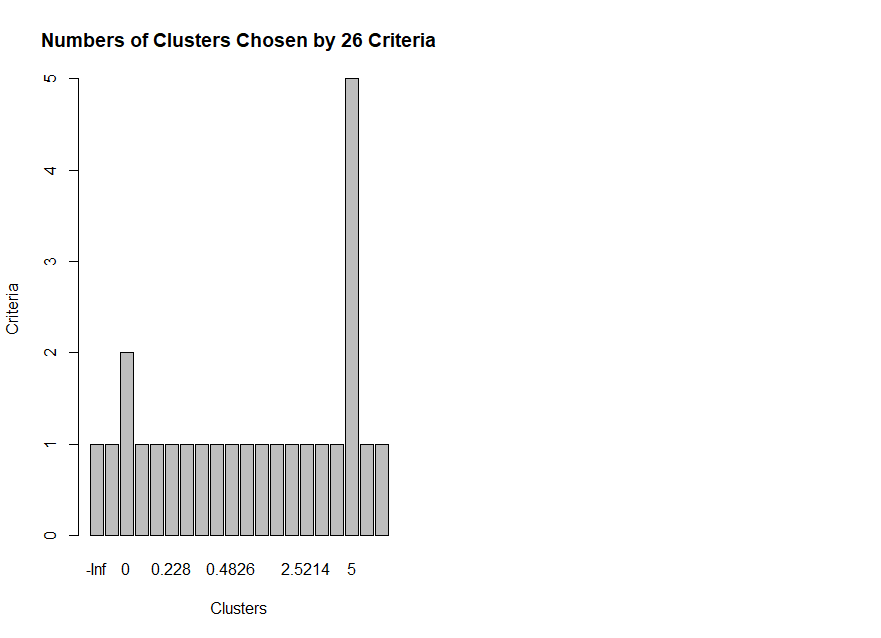 Numbers of Clusters Chosen by 26 Criteria
5
4
3
2
1
0
Criteria
-Inf 0 0.228 0.4826 2.5214 5
Clusters